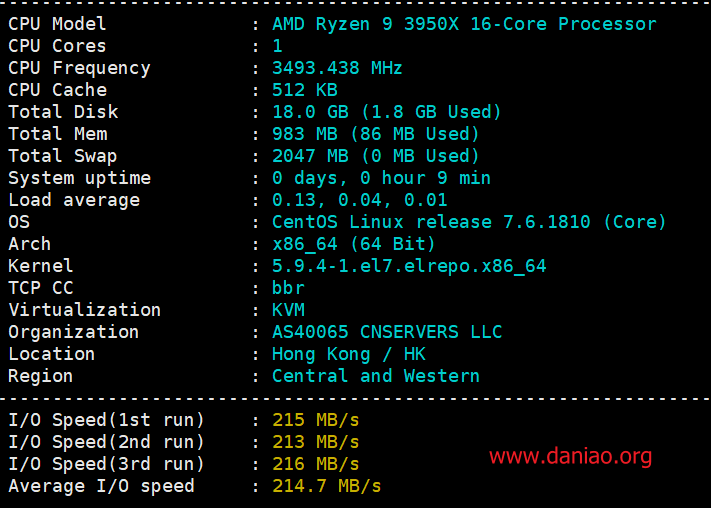 CPU Model : AMD Ryzen 9 3950X 16-Core Processor
CPU Cores : 1
CPU Frequency : 3493.438 MHz
CPU Cache : 512 KB
Total Disk : 18.0 GB (1.8 GB Used)
Total Mem : 983 MB (86 MB Used)
Total Swap : 2047 MB (0 MB Used)
System uptime : 0 days, 0 hour 9 min
Load average : 0.13, 0.04, 0.01
OS : CentOS Linux release 7.6.1810 (Core)
Arch : x86_64 (64 Bit)
Kernel : 5.9.4-1.el7.elrepo.x86_64
TCP CC : bbr
Virtualization : KVM
Organization : AS40065 CNSERVERS LLC
Location : Hong Kong / HK
Region : Central and Western
I/O Speed(1st run) : 215 MB/s
I/O Speed(2nd run) : 213 MB/s
I/O Speed(3rd run) : 216 MB/s
www.daniao.org
Average I/O speed : 214.7 MB/s